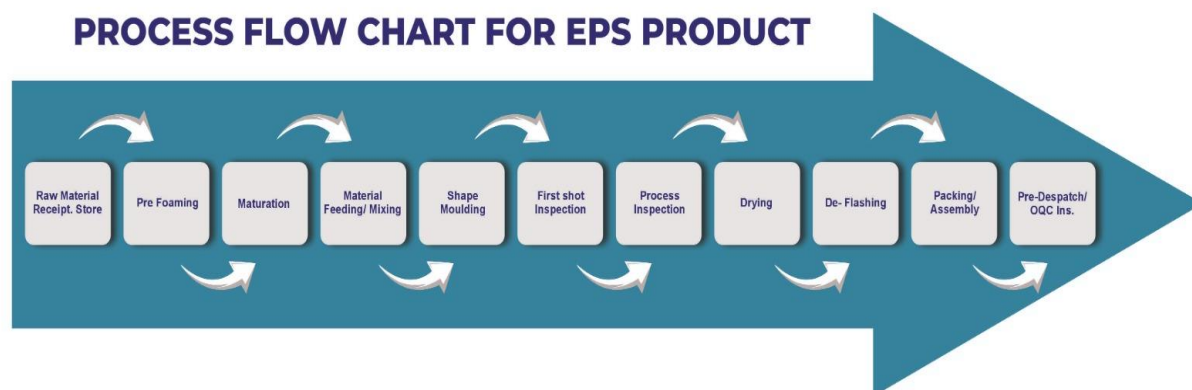 PROCESS FLOW CHART FOR EPS PRODUCT
Raw Material
Receipt. Store
Pre Foaming
Maturation
Material
Feeding/ Mixing
Shape
Moulding
First shot
Inspection
Process
Inspection
Drying
De- Flashing
Packing/
Assembly
Pre-Despatch/
OQC Ins.